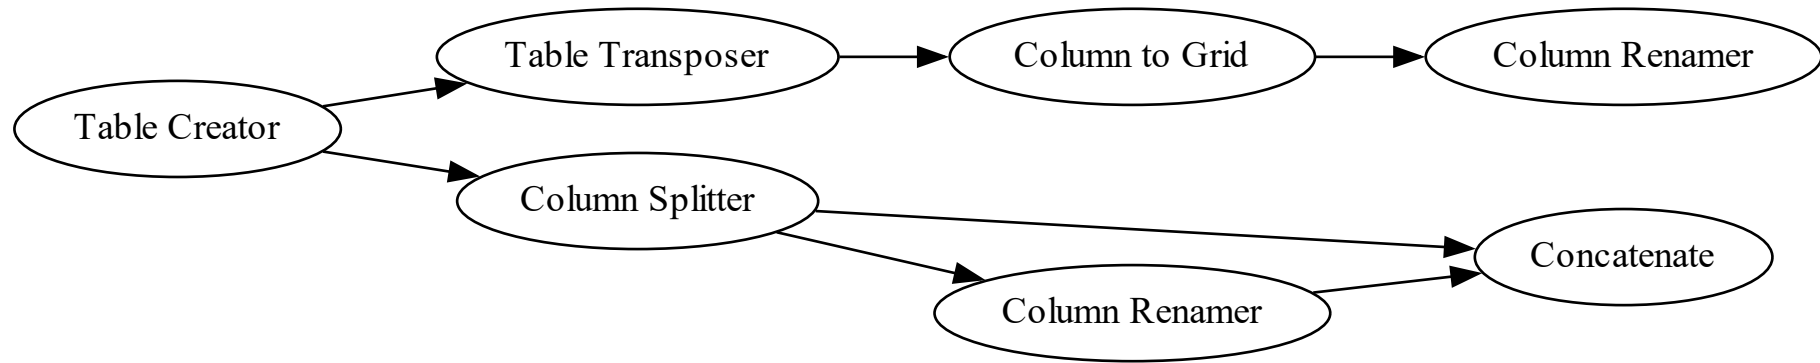 Table Creator
Table Transposer
Column to Grid
Column Renamer
Column Splitter
Column Renamer
Concatenate